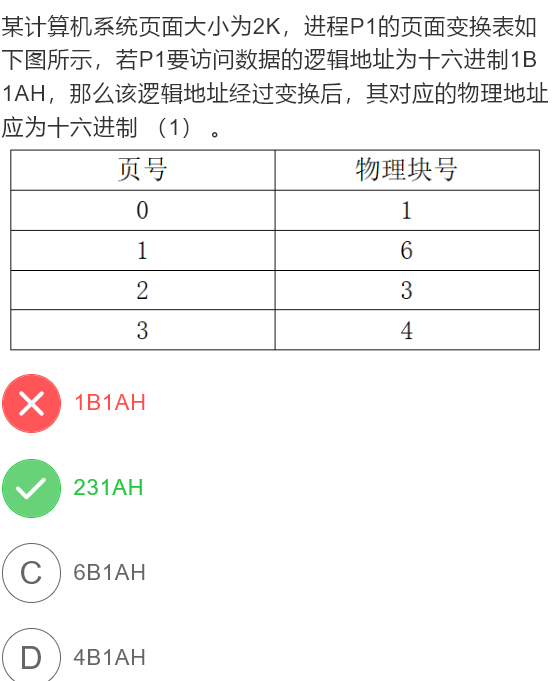 某计算机系统页面大小为2K，进程P1的页面变换表如
下图所示，若P1要访问数据的逻辑地址为十六进制1B
1AH，那么该逻辑地址经过变换后，其对应的物理地址
应为十六进制 （1） 。
页号 物理块号
0 1
1 6
2 3
3 4
1B1AH
231AH
C 6B1AH
D 4B1AH